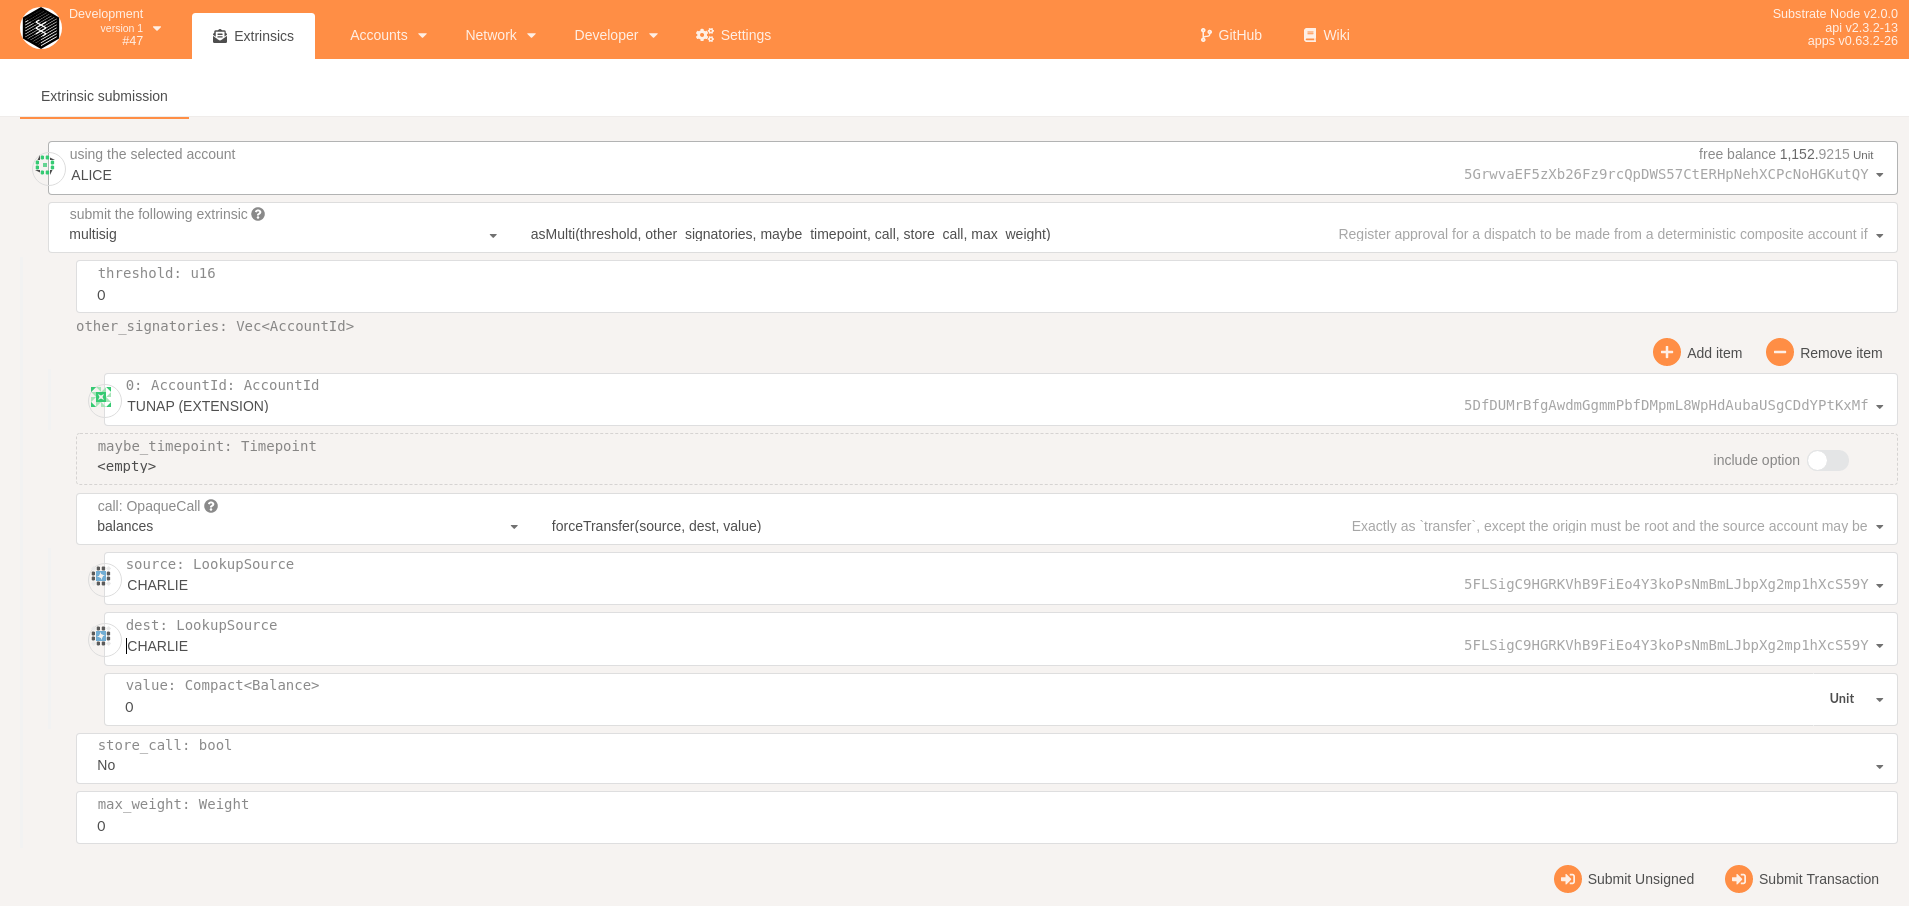 Development
version 1
#47
Extrinsics
Accounts
Network
Developer
Settings
GitHub
Wiki
Substrate Node v2.0.0
api v2.3.2-13
apps v0.63.2-26
Extrinsic submission
using the selected account
free balance 1,152.9215 Unit
ALICE
5GrwvaEF5zXb26Fz9rcQpDWS57CtERHpNehXCPcNoHGKutQY
submit the following extrinsic
multisig
asMulti(threshold, other_signatories, maybe_timepoint, call, store_call, max_weight)
Register approval for a dispatch to be made from a deterministic composite account if
threshold: u16
0
other_signatories: Vec<AccountId>
Add item
Remove item
0: AccountId: AccountId
TUNAP (EXTENSION)
5DfDUMrBfgAwdmGgmmPbfDMpmL8WpHdAubaUSgCDdYPtKxMf
maybe_timepoint: Timepoint
<empty>
include option
call: OpaqueCall
balances
forceTransfer(source, dest, value)
Exactly as `transfer`, except the origin must be root and the source account may be
source: LookupSource
CHARLIE
5FLSigC9HGRKVhB9FiEo4Y3koPsNmBmLJbpXg2mp1hXcS59Y
dest: LookupSource
CHARLIE
5FLSigC9HGRKVhB9FiEo4Y3koPsNmBmLJbpXg2mp1hXcS59Y
value: Compact<Balance>
0
Unit
store_call: bool
No
max_weight: Weight
0
Submit Unsigned
Submit Transaction